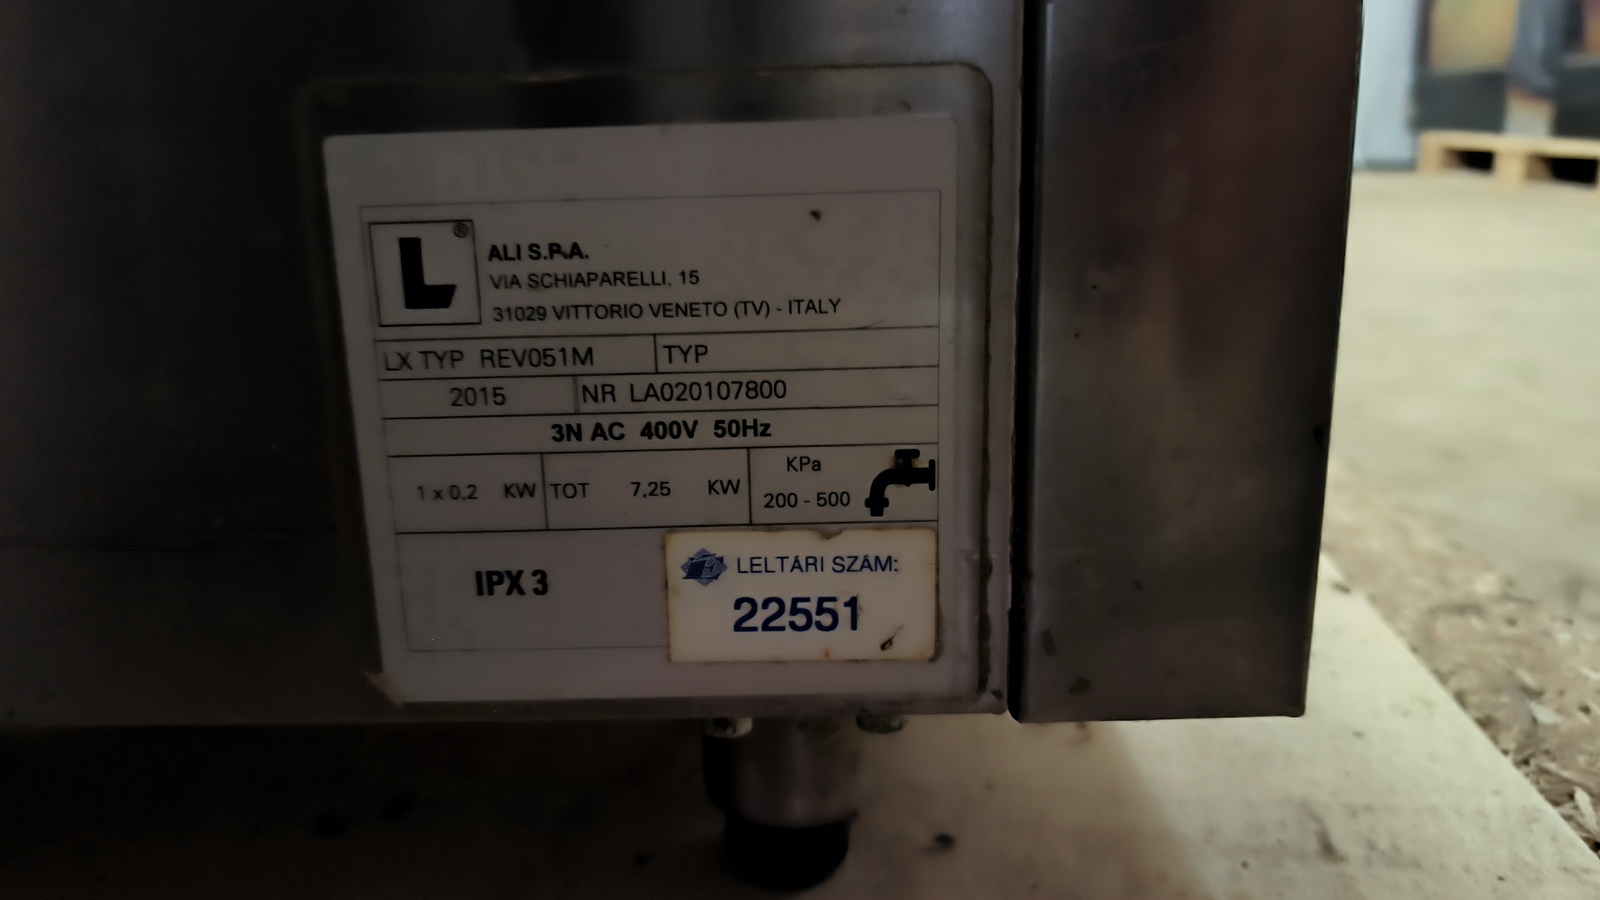 L®
ALI S.P.A.
VIA SCHIAPARELLI, 15
31029 VITTORIO VENETO (TV) - ITALY
LX TYP REV051M TYP
2015 NR LA020107800
3N AC 400V 50Hz
1 x 0,2 KW TOT 7,25 KW KPa 200 - 500
IPX 3
LELTÁRI SZÁM:
22551